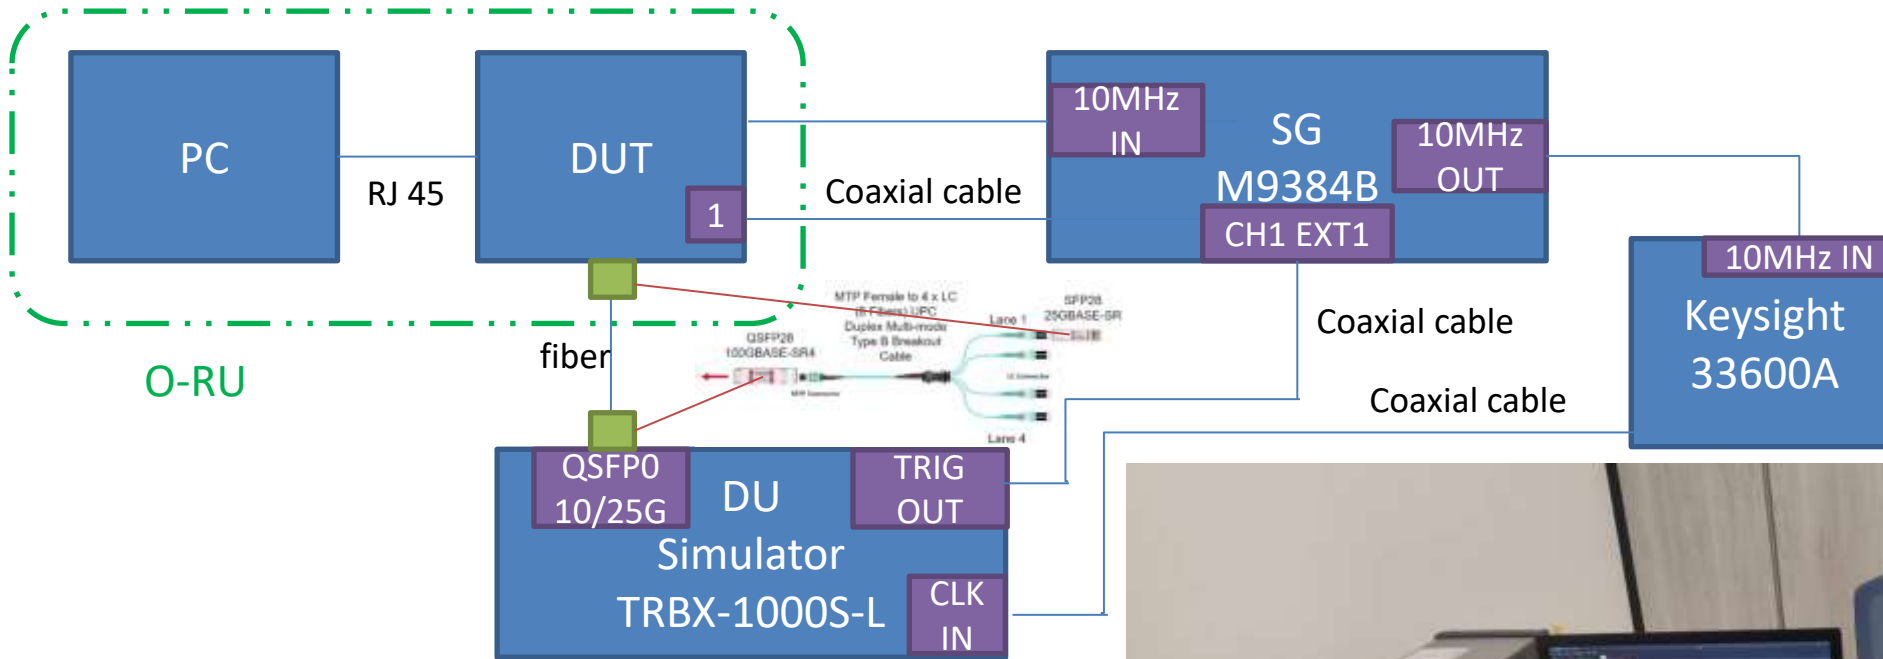 PC
RJ 45
DUT
1
Coaxial cable
10MHz
IN
SG
M9384B
10MHz
OUT
CH1 EXT1
10MHz IN
Keysight
33600A
O-RU
fiber
MTP Female to 4 x LC
(8 Fibers) UPC
Duplex Multi-mode
Type B Breakout
Cable
QSFP28
100GBASE-SR4
Lane 1
SFP28
25GBASE-SR
Lane 4
Coaxial cable
Coaxial cable
QSFP0
10/25G
DU
Simulator
TRBX-1000S-L
TRIG
OUT
CLK
IN